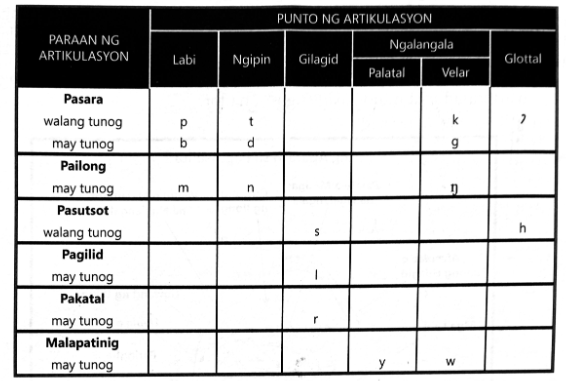 PUNTO NG ARTIKULASYON
PARAAN NG
ARTIKULASYON
Labi Ngipin Gilagid Ngalangala Glottal
Palatal Velar
Pasara
walang tunog p t k ʔ
may tunog b d g
Pailong
may tunog m n ŋ
Pasutsot
walang tunog s h
Pagilid
may tunog l
Pakatal
may tunog r
Malapatinig
may tunog y w